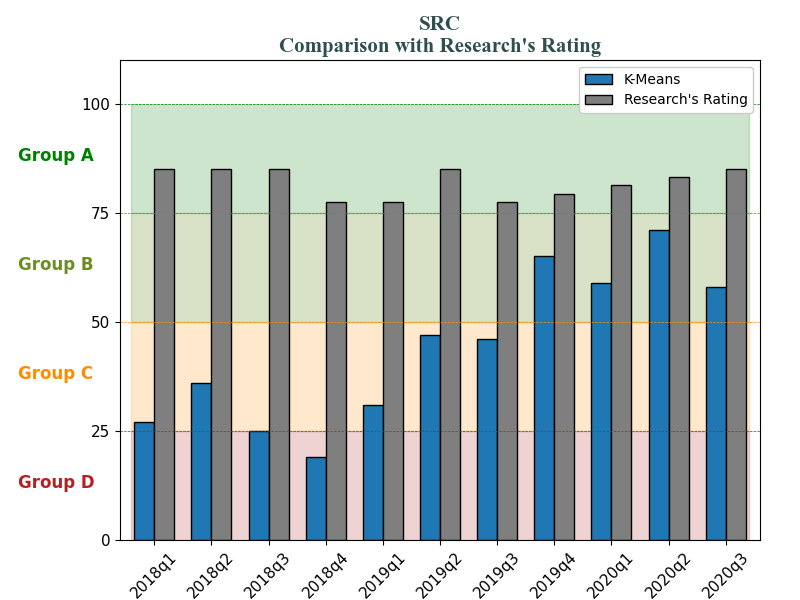 SRC
Comparison with Research's Rating
K-Means
Research's Rating
100
Group A
75
Group B
50
Group C
25
Group D
0
2018q1
2018q2
2018q3
2018q4
2019q1
2019q2
2019q3
2019q4
2020q1
2020q2
2020q3